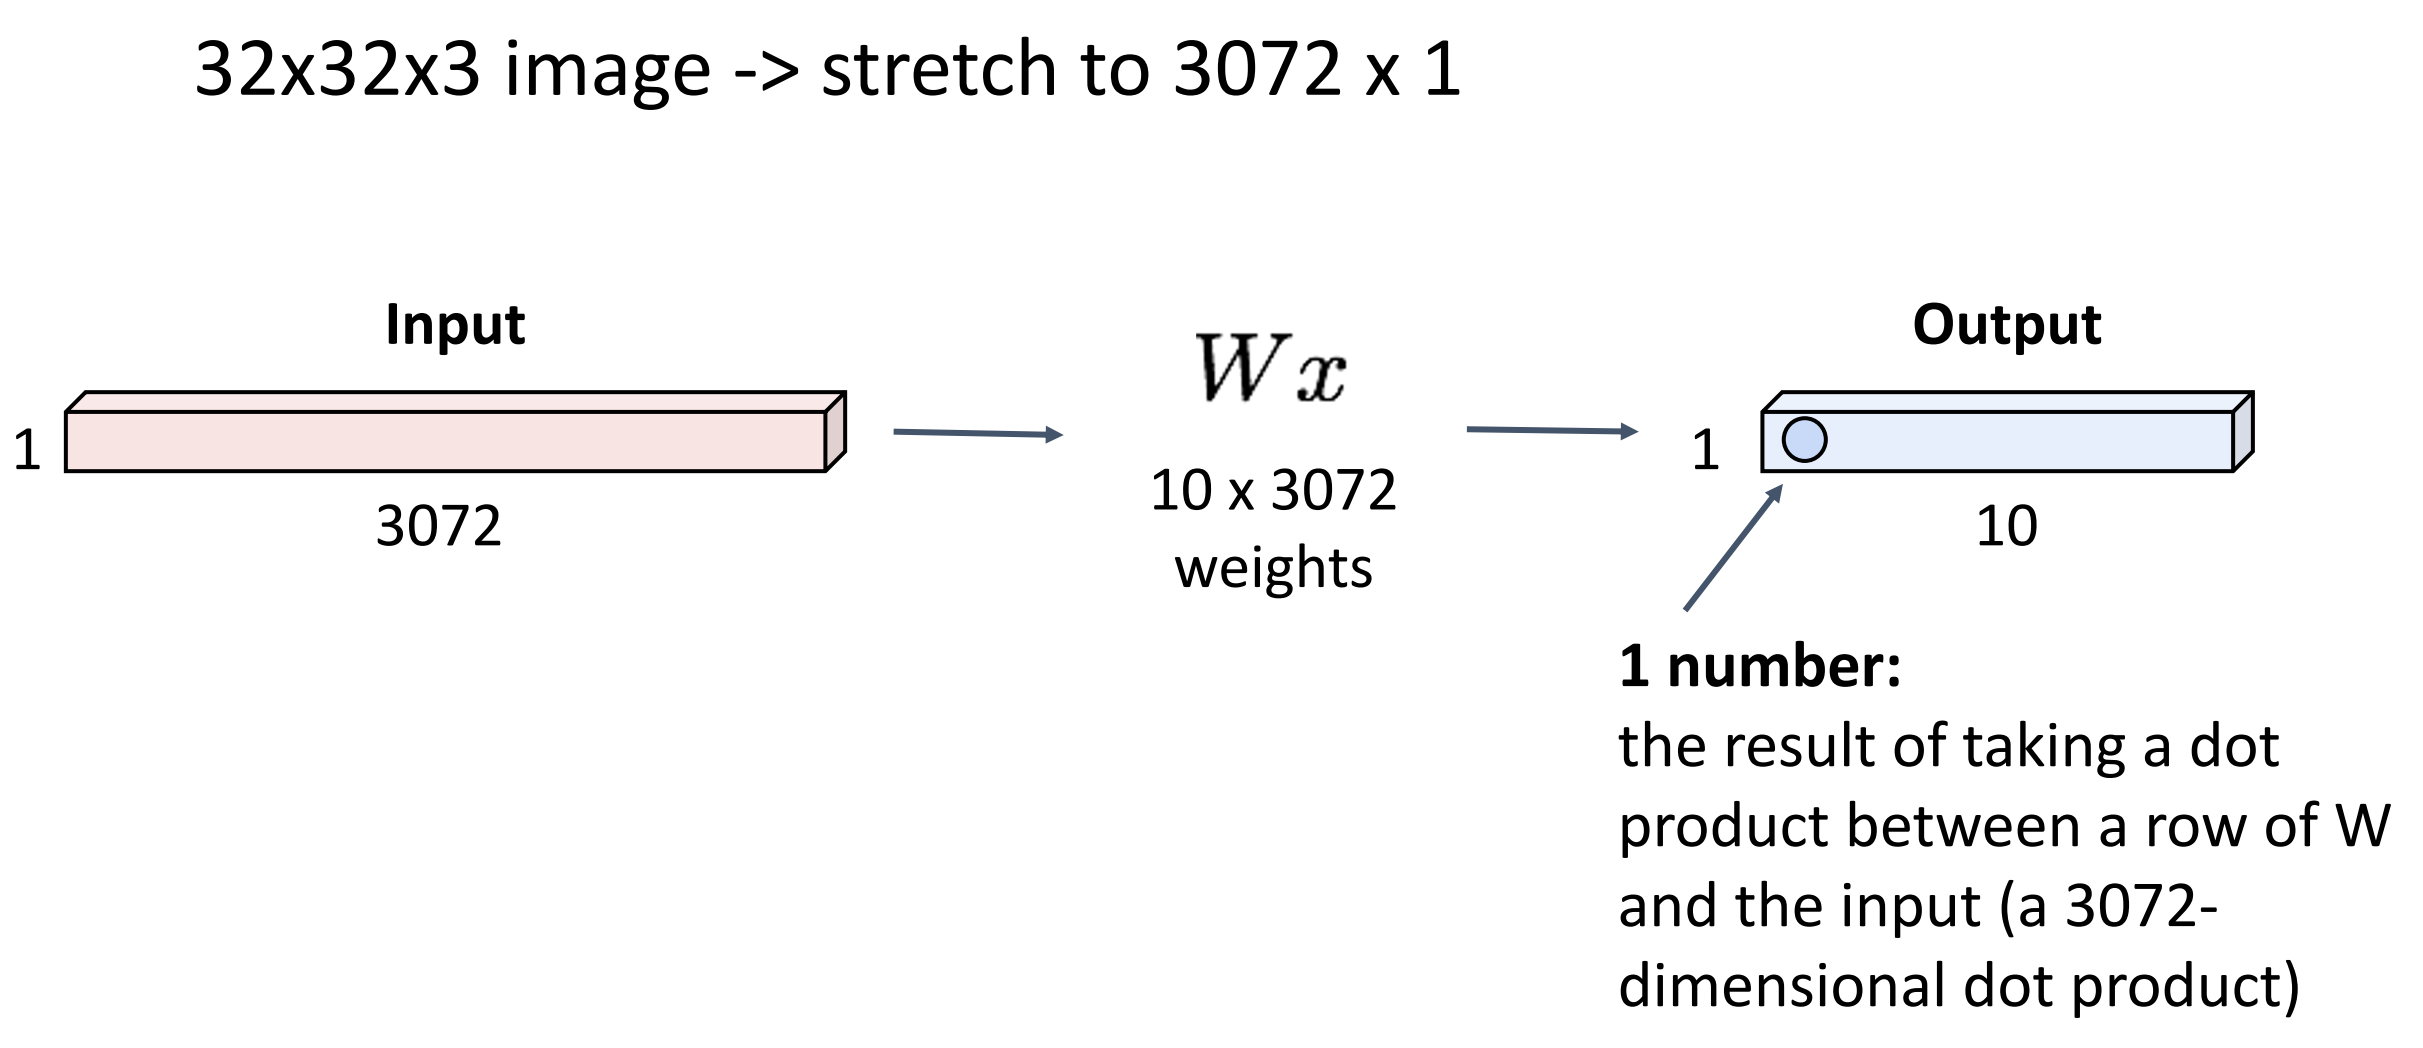 32x32x3 image -> stretch to 3072 x 1
Input
1
3072
Wx
10 x 3072
weights
Output
1
10
1 number:
the result of taking a dot
product between a row of W
and the input (a 3072-
dimensional dot product)